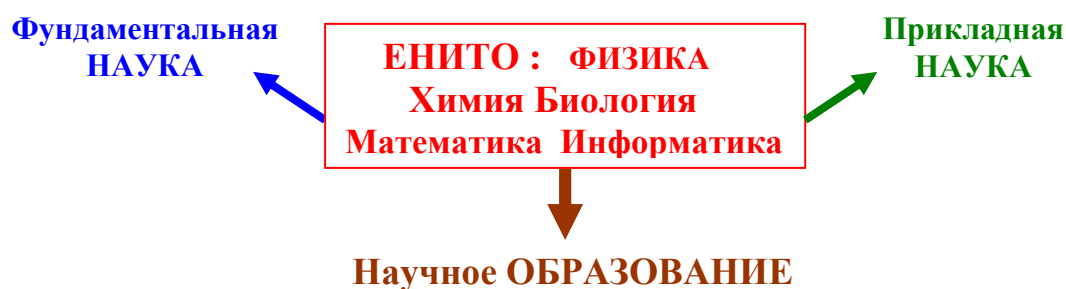 Фундаментальная
НАУКА
ЕНИТО : ФИЗИКА
Химия Биология
Математика Информатика
Прикладная
НАУКА
Научное ОБРАЗОВАНИЕ